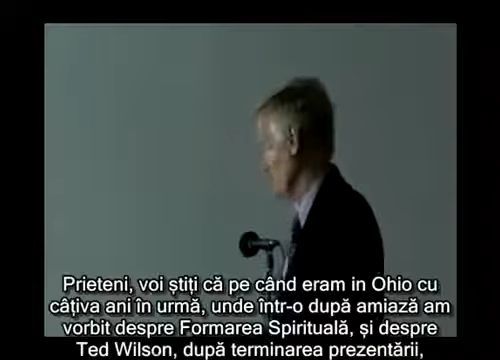 Prieteni, voi știți că pe când eram in Ohio cu
câțiva ani în urmă, unde într-o după amiază am
vorbit despre Formarea Spirituală, și despre
Ted Wilson, după terminarea prezentării,